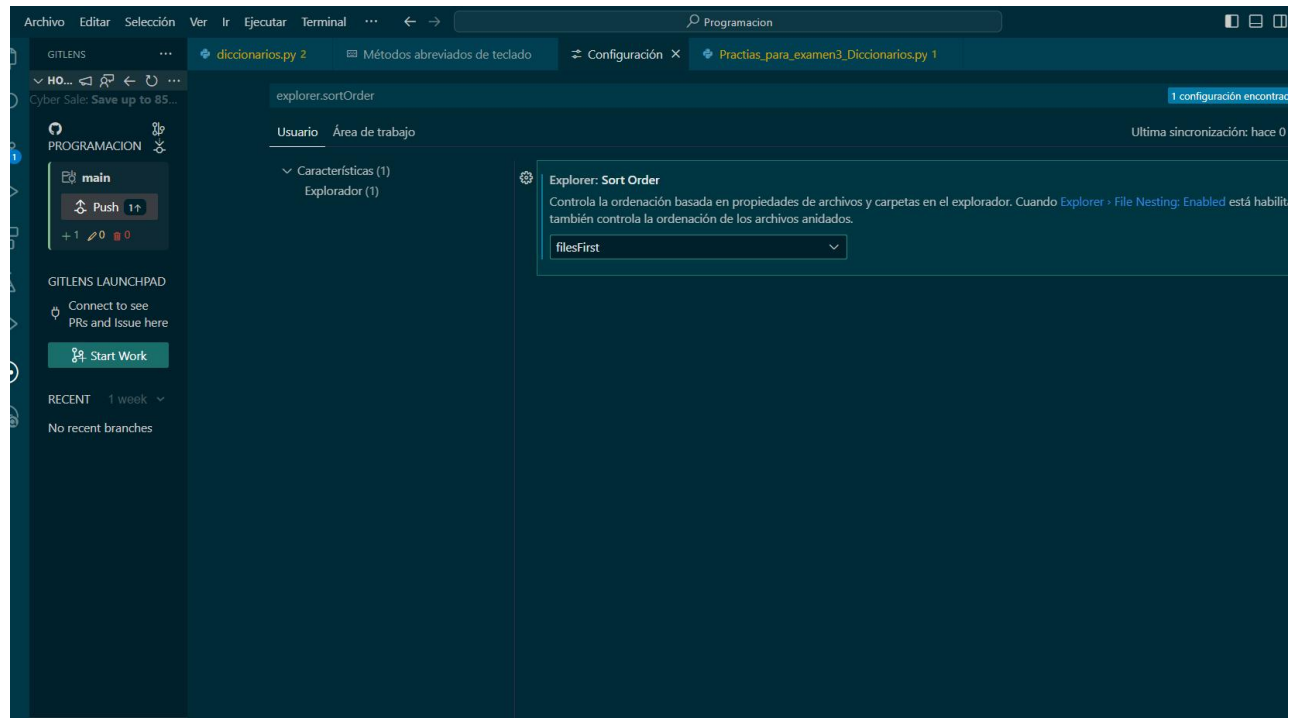 Archivo Editar Selección Ver Ir Ejecutar Terminal ··· Programacion
GITLENS ···
diccionarios.py 2
Métodos abreviados de teclado
Configuración
Practias_para_examen3_Diccionarios.py 1
HO... ···
Cyber Sale: Save up to 85...
PROGRAMACION
main
Push 1↑
+1 0 0
GITLENS LAUNCHPAD
Connect to see
PRs and Issue here
Start Work
RECENT 1 week
No recent branches
1
explorer.sortOrder
1 configuración encontrad
Usuario Área de trabajo
Ultima sincronización: hace 0
Características (1)
Explorador (1)
Explorer: Sort Order
Controla la ordenación basada en propiedades de archivos y carpetas en el explorador. Cuando Explorer › File Nesting: Enabled está habilit
también controla la ordenación de los archivos anidados.
filesFirst